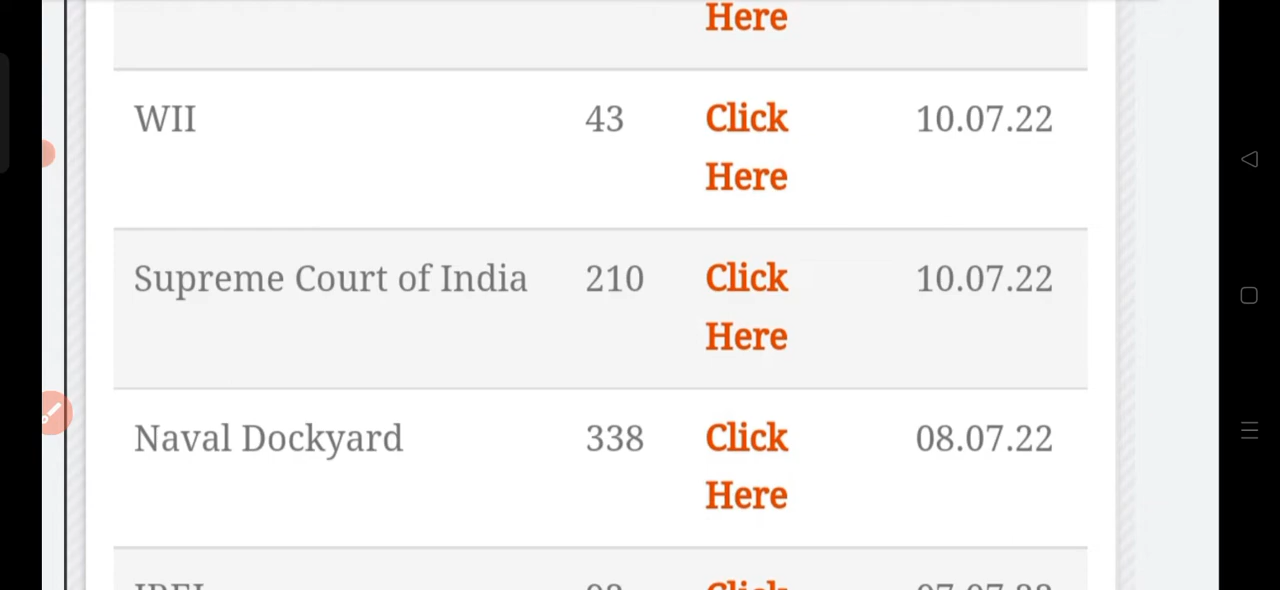 Here
WII 43 Click 10.07.22
Here
Supreme Court of India 210 Click 10.07.22
Here
Naval Dockyard 338 Click 08.07.22
Here
Click